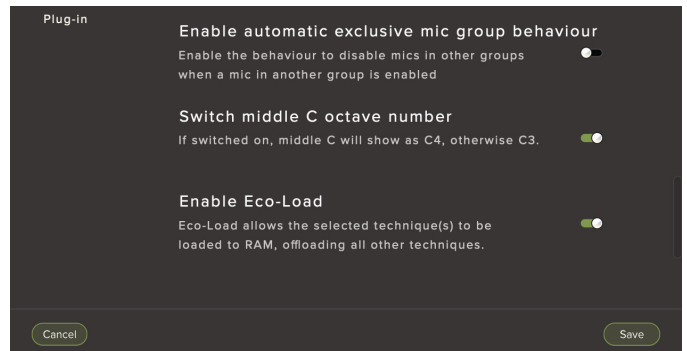 Plug-in
Enable automatic exclusive mic group behaviour
Enable the behaviour to disable mics in other groups
when a mic in another group is enabled
Switch middle C octave number
If switched on, middle C will show as C4, otherwise C3.
Enable Eco-Load
Eco-Load allows the selected technique(s) to be
loaded to RAM, offloading all other techniques.
Cancel
Save